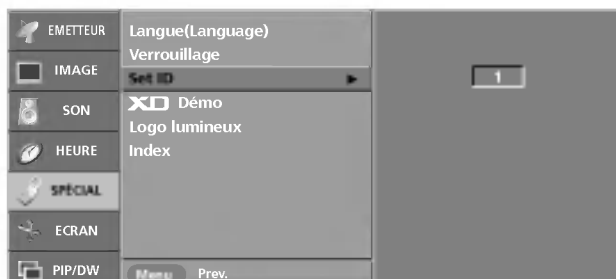 EMETTEUR
IMAGE
SON
HEURE
SPÉCIAL
ECRAN
PIP/DW
Langue(Language)
Verrouillage
Set ID
XD Démo
Logo lumineux
Index
Menu Prev.
1